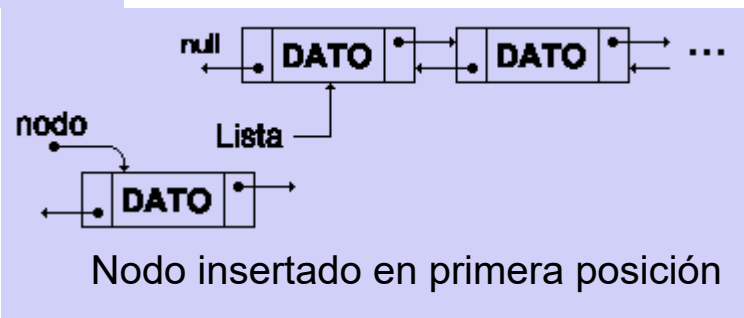 null DATO DATO ...
nodo
Lista
DATO
Nodo insertado en primera posición